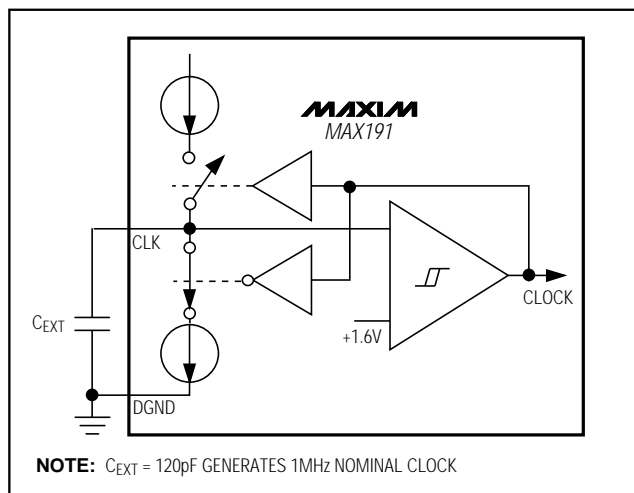 MAXIM
MAX191
CLK
CEXT
+1.6V
CLOCK
DGND
NOTE: CEXT = 120pF GENERATES 1MHz NOMINAL CLOCK